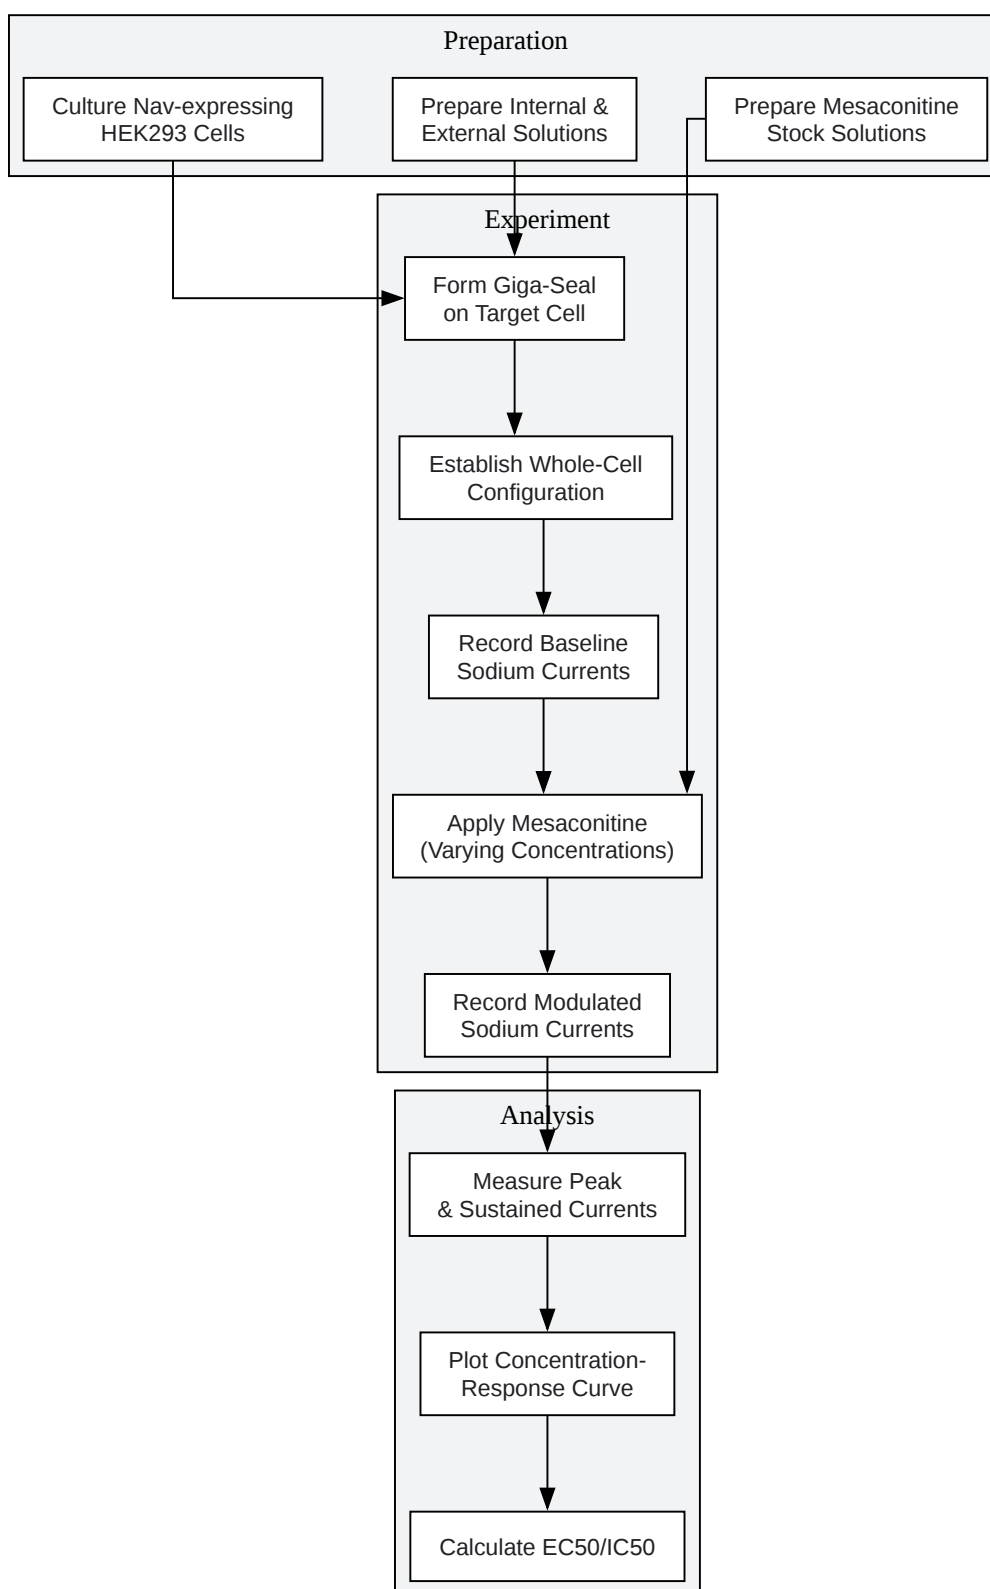 Preparation
Culture Nav-expressing
HEK293 Cells
Prepare Internal &
External Solutions
Prepare Mesaconitine
Stock Solutions
Experiment
Form Giga-Seal
on Target Cell
Establish Whole-Cell
Configuration
Record Baseline
Sodium Currents
Apply Mesaconitine
(Varying Concentrations)
Record Modulated
Sodium Currents
Analysis
Measure Peak
& Sustained Currents
Plot Concentration-
Response Curve
Calculate EC50/IC50